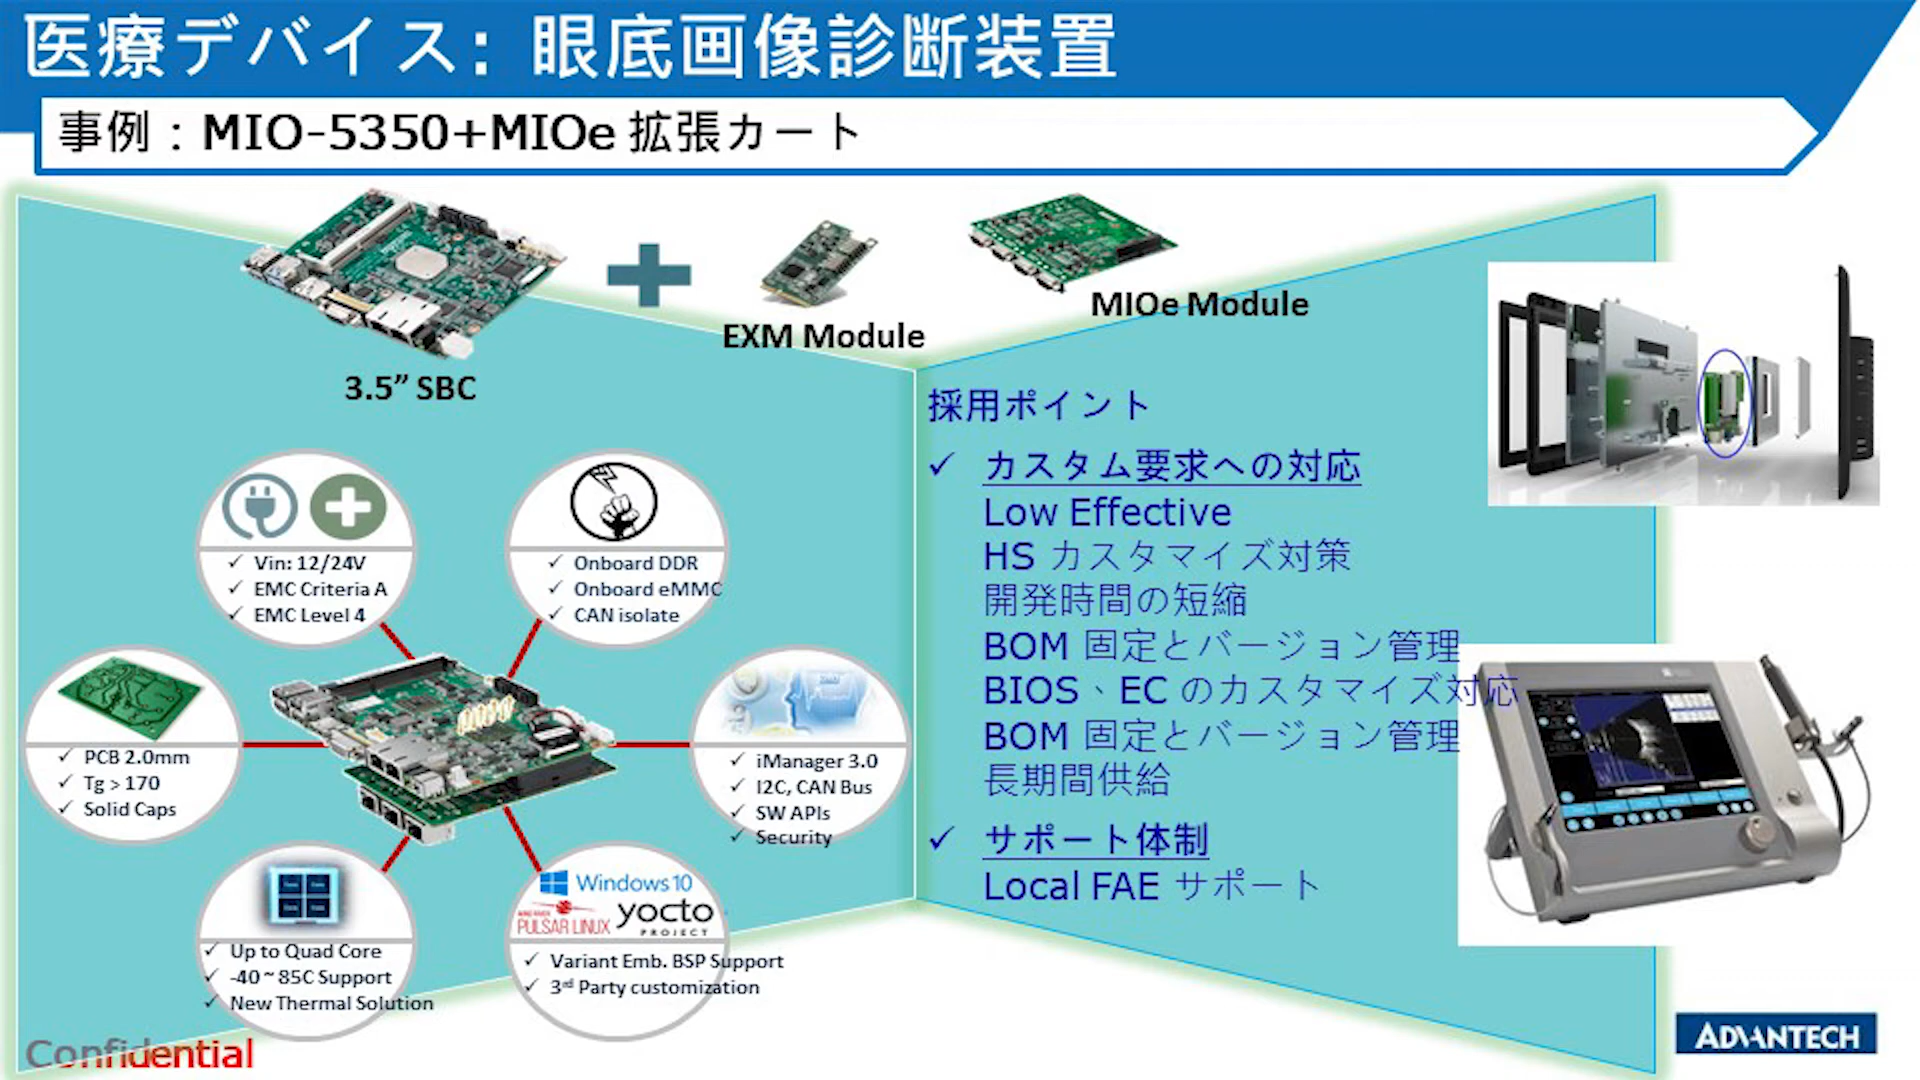 医療デバイス: 眼底画像診断装置
事例：MIO-5350+MIOe 拡張カート
3.5” SBC
EXM Module
MIOe Module
✓ Vin: 12/24V
✓ EMC Criteria A
✓ EMC Level 4
✓ Onboard DDR
✓ Onboard eMMC
✓ CAN isolate
✓ PCB 2.0mm
✓ Tg > 170
✓ Solid Caps
✓ iManager 3.0
✓ I2C, CAN Bus
✓ SW APIs
✓ Security
✓ Up to Quad Core
✓ -40 ~ 85C Support
✓ New Thermal Solution
Windows 10
WIND RIVER
PULSAR LINUX
yocto
PROJECT
✓ Variant Emb. BSP Support
✓ 3rd Party customization
採用ポイント
✓ カスタム要求への対応
Low Effective
HS カスタマイズ対策
開発時間の短縮
BOM 固定とバージョン管理
BIOS、EC のカスタマイズ対応
BOM 固定とバージョン管理
長期間供給
✓ サポート体制
Local FAE サポート
Confidential
ADVANTECH